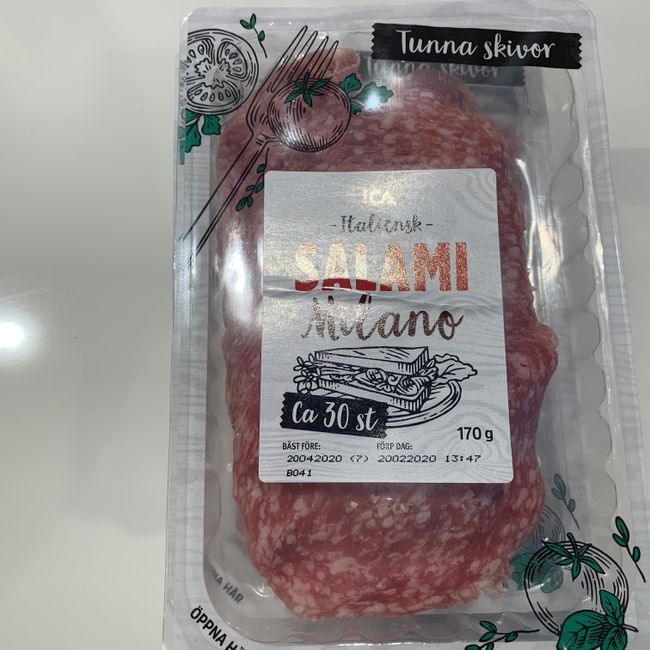 Tunna skivor
ICA
- Italiensk -
SALAMI
Milano
Ca 30 st
170 g
BÄST FÖRE: FÖRP DAG:
20042020 (7) 20022020 13:47
B041
ÖPPNA